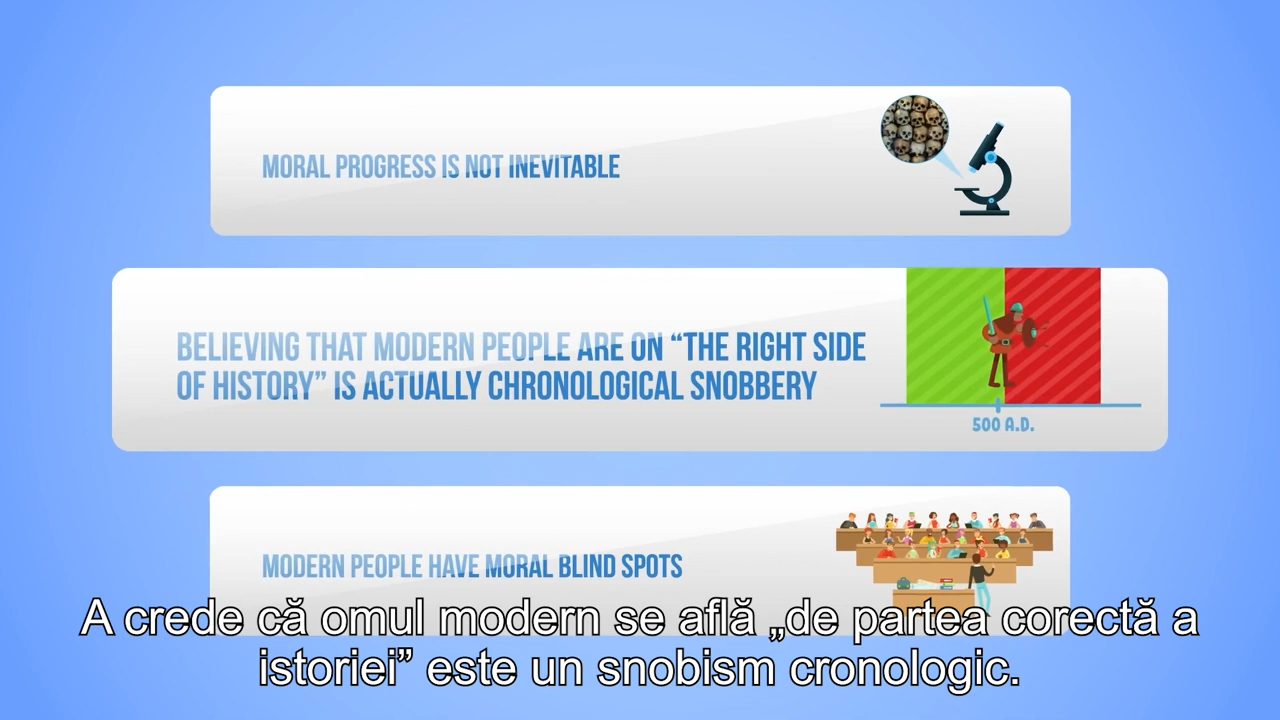 MORAL PROGRESS IS NOT INEVITABLE
BELIEVING THAT MODERN PEOPLE ARE ON “THE RIGHT SIDE
OF HISTORY” IS ACTUALLY CHRONOLOGICAL SNOBBERY
500 A.D.
MODERN PEOPLE HAVE MORAL BLIND SPOTS
A crede că omul modern se află „de partea corectă a
istoriei” este un snobism cronologic.